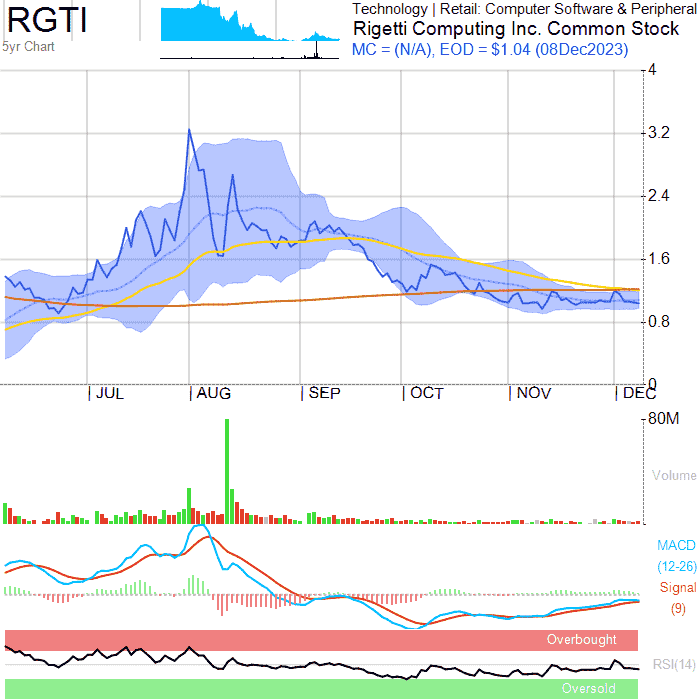 RGTI
5yr Chart
Technology | Retail: Computer Software & Peripheral
Rigetti Computing Inc. Common Stock
MC = (N/A), EOD = $1.04 (08Dec2023)
4
3.2
2.4
1.6
0.8
0
JUL
AUG
SEP
OCT
NOV
DEC
80M
Volume
MACD
(12-26)
Signal
(9)
Overbought
RSI(14)
Oversold